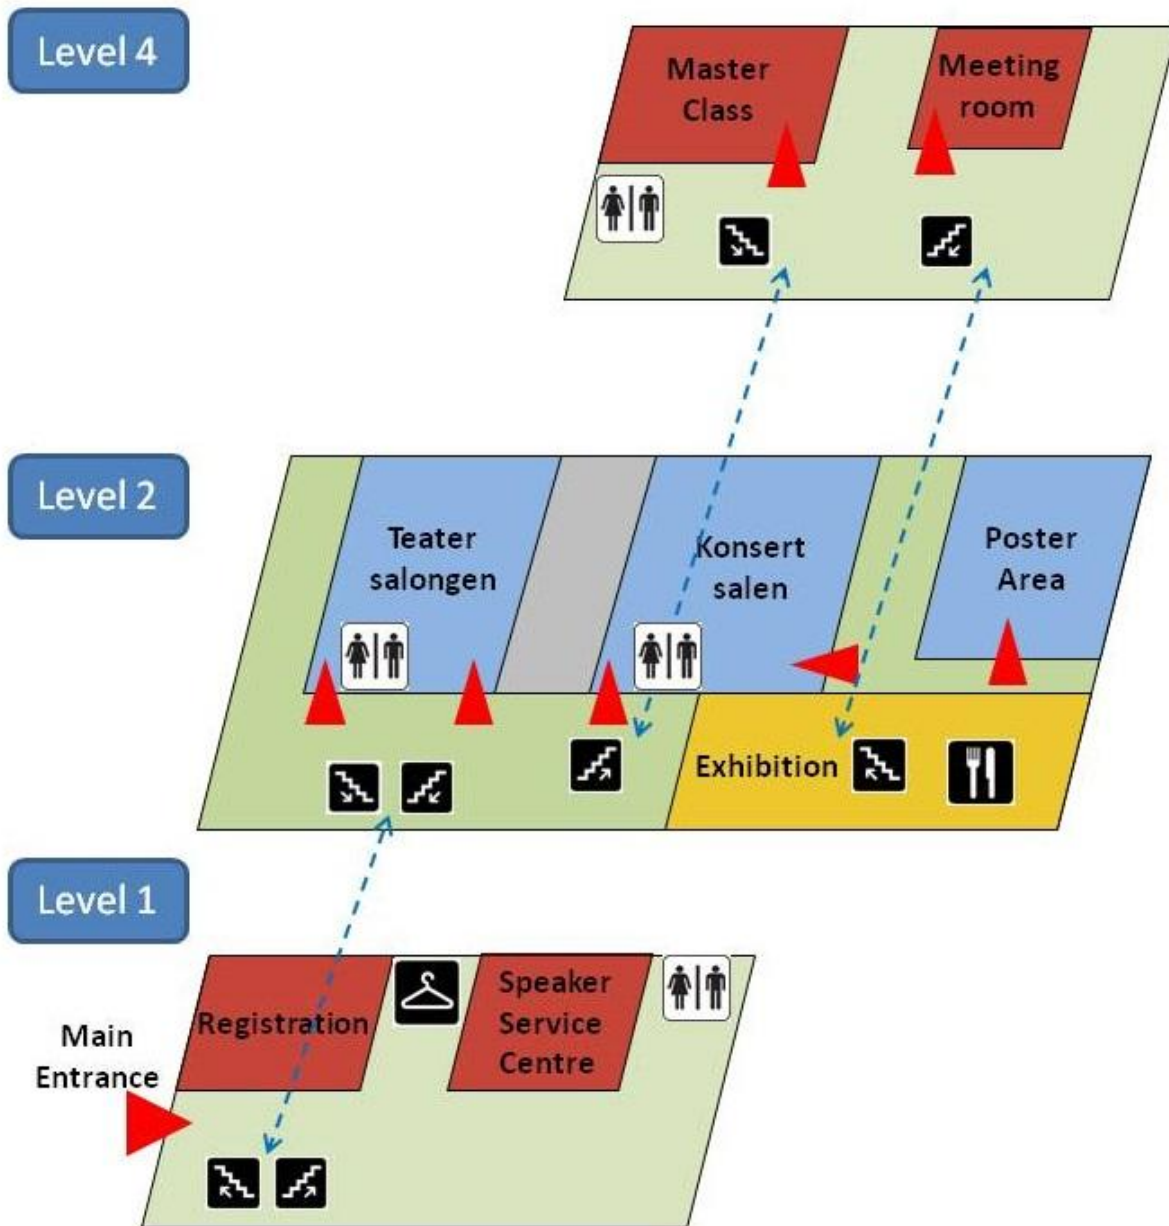 Level 4
Master
Class
Meeting
room
Level 2
Teater
salongen
Konsert
salen
Poster
Area
Exhibition
Level 1
Registration
Speaker
Service
Centre
Main
Entrance